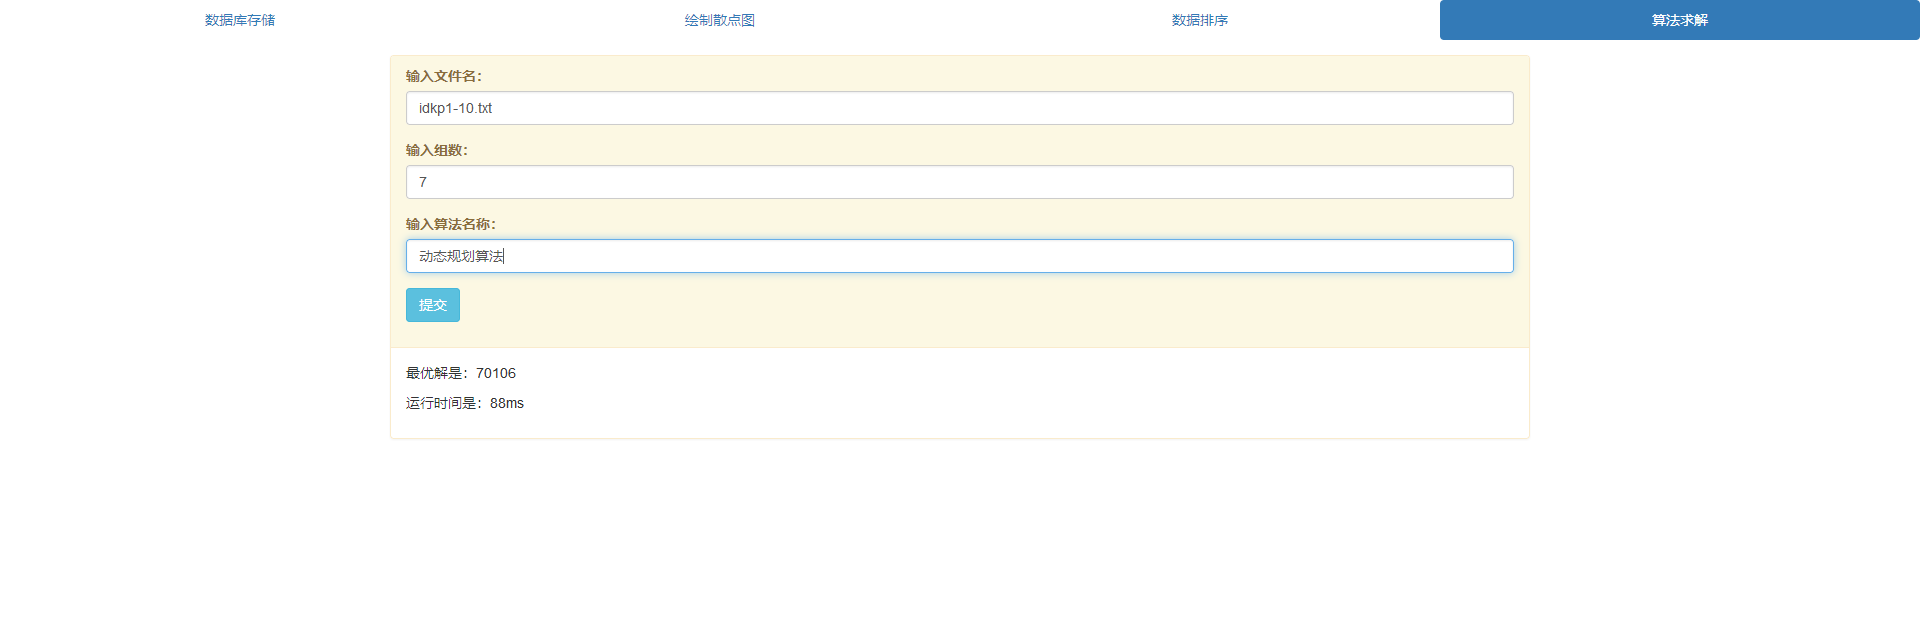 数据库存储 绘制散点图 数据排序 算法求解
输入文件名：
idkp1-10.txt
输入组数：
7
输入算法名称：
动态规划算法
提交
最优解是：70106
运行时间是：88ms